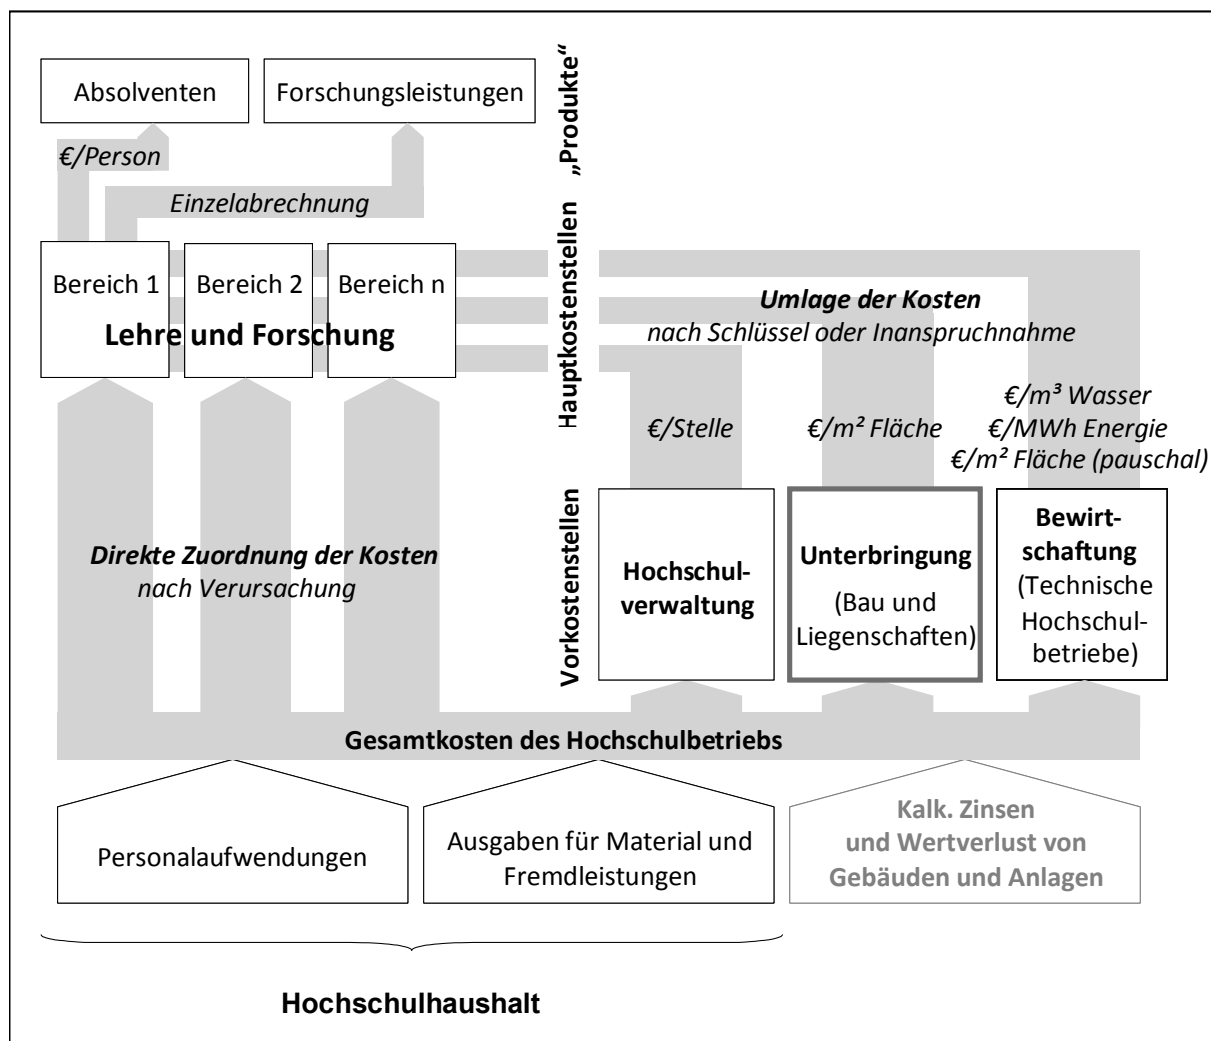 Absolventen
Forschungsleistungen
„Produkte“
€/Person
Einzelabrechnung
Hauptkostenstellen
Bereich 1
Bereich 2
Bereich n
Lehre und Forschung
Umlage der Kosten
nach Schlüssel oder Inanspruchnahme
€/Stelle
€/m² Fläche
€/m³ Wasser
€/MWh Energie
€/m² Fläche (pauschal)
Direkte Zuordnung der Kosten
nach Verursachung
Vorkostenstellen
Hochschul-
verwaltung
Unterbringung
(Bau und
Liegenschaften)
Bewirt-
schaftung
(Technische
Hochschul-
betriebe)
Gesamtkosten des Hochschulbetriebs
Personalaufwendungen
Ausgaben für Material und
Fremdleistungen
Kalk. Zinsen
und Wertverlust von
Gebäuden und Anlagen
Hochschulhaushalt